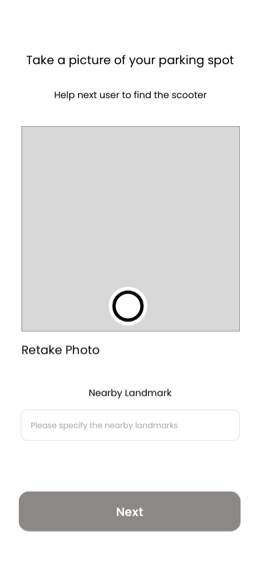 Take a picture of your parking spot
Help next user to find the scooter
Retake Photo
Nearby Landmark
Please specify the nearby landmarks
Next